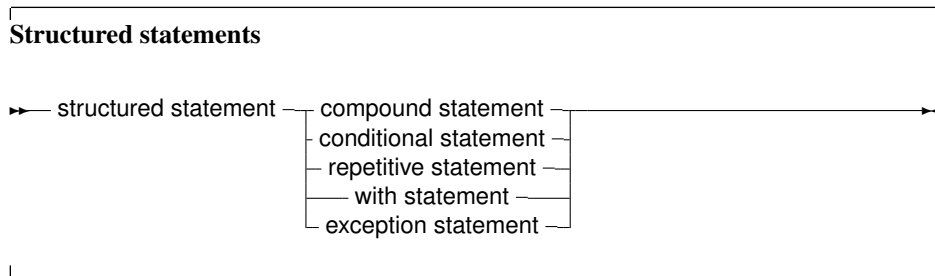 Structured statements
structured statement compound statement
conditional statement
repetitive statement
with statement
exception statement